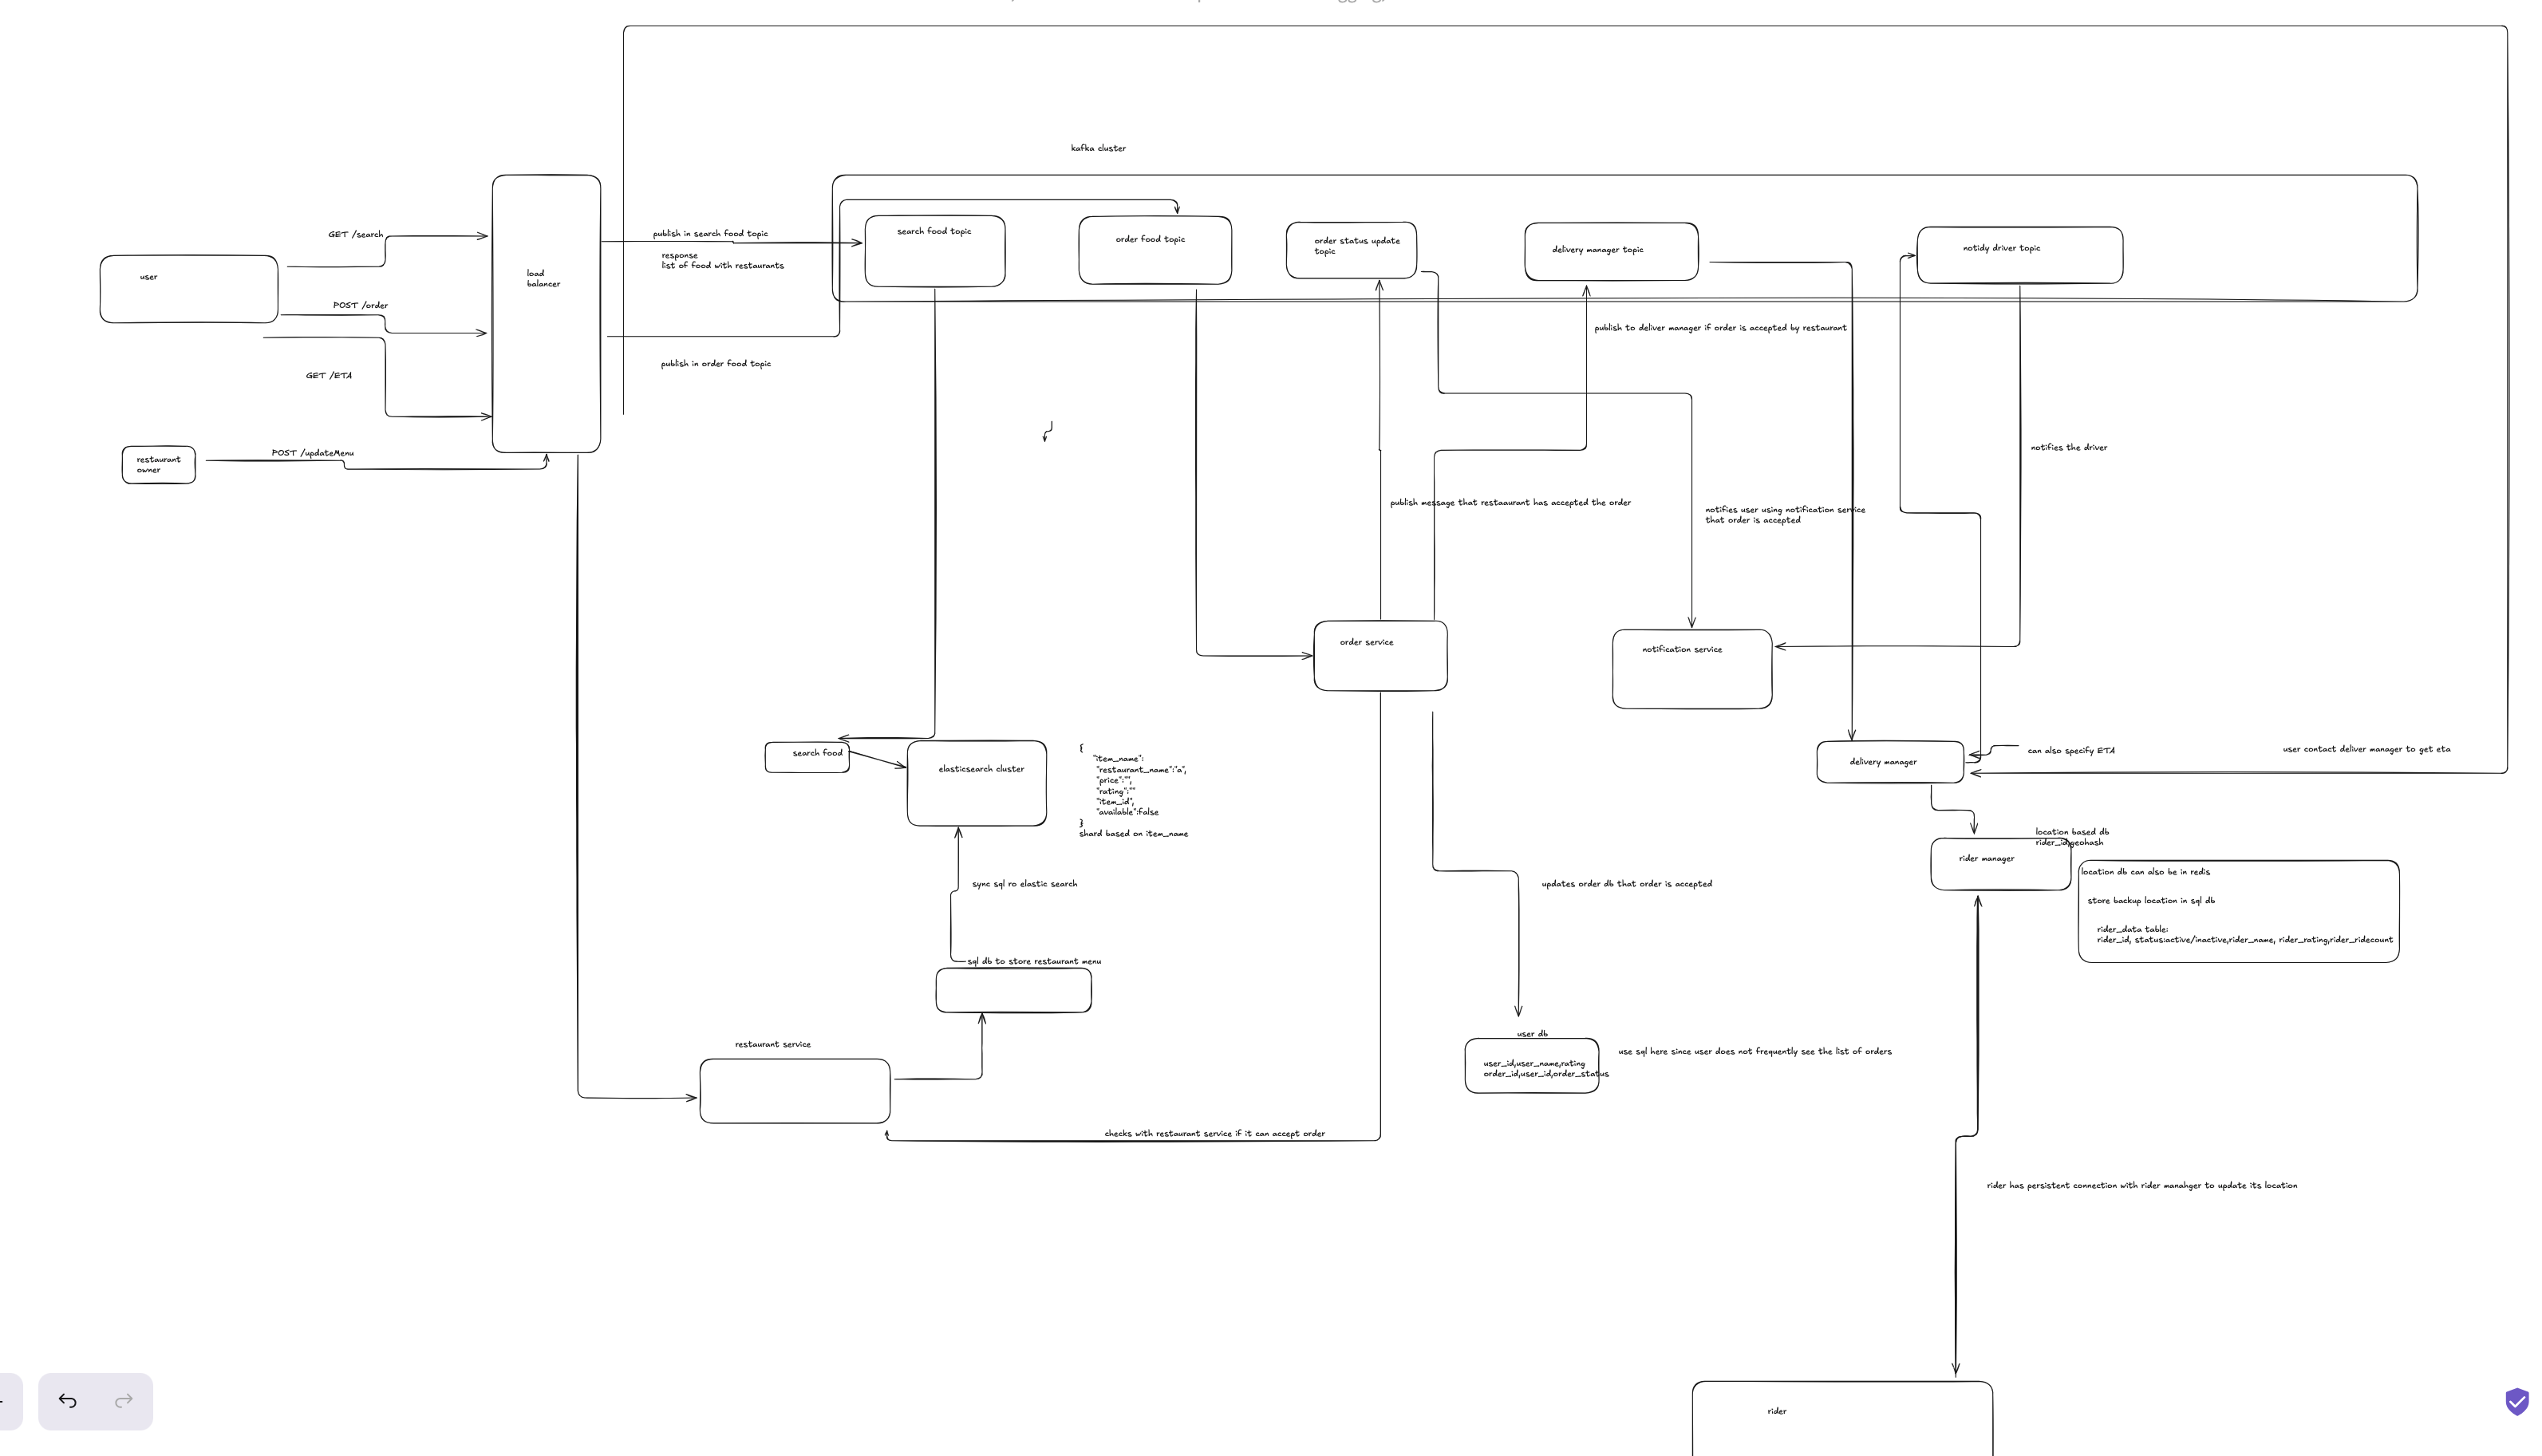 kafka cluster
GET /search
publish in search food topic
response
list of food with restaurants
search food topic
order food topic
order status update
topic
delivery manager topic
notidy driver topic
user
load
balancer
POST /order
publish to deliver manager if order is accepted by restaurant
publish in order food topic
GET /ETA
restaurant
owner
POST /updateMenu
notifies the driver
publish message that restaaurant has accepted the order
notifies user using notification service
that order is accepted
order service
notification service
search food
elasticsearch cluster
{
"item_name":
"restaurant_name":"a",
"price":"",
"rating":""
"item_id",
"available":false
}
shard based on item_name
delivery manager
can also specify ETA
user contact deliver manager to get eta
location based db
rider_id,geohash
rider manager
location db can also be in redis
store backup location in sql db
rider_data table:
rider_id, status:active/inactive,rider_name, rider_rating,rider_ridecount
sync sql ro elastic search
updates order db that order is accepted
sql db to store restaurant menu
restaurant service
user db
user_id,user_name,rating
order_id,user_id,order_status
use sql here since user does not frequently see the list of orders
checks with restaurant service if it can accept order
rider has persistent connection with rider manahger to update its location
rider